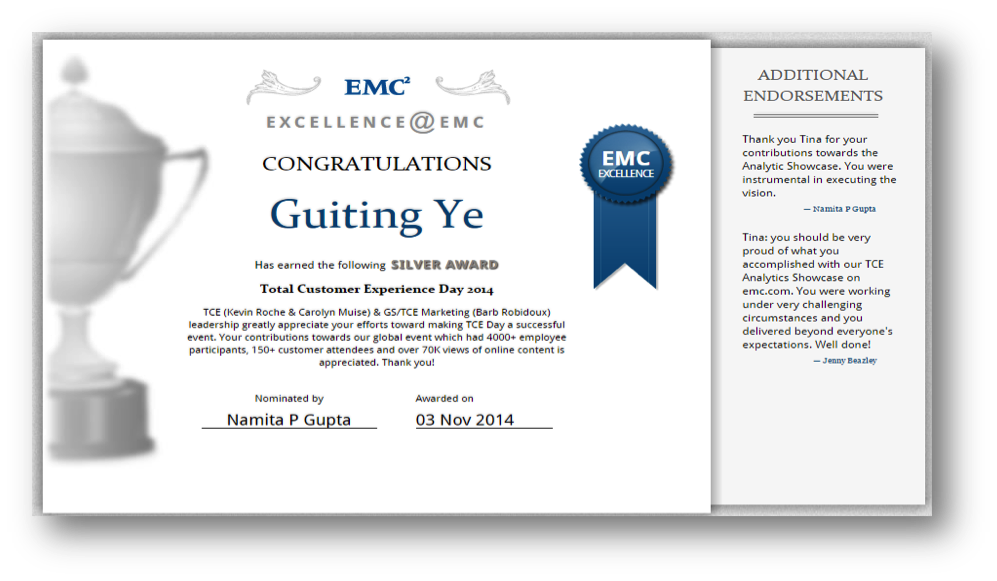 EMC²
EXCELLENCE@EMC
CONGRATULATIONS
Guiting Ye
Has earned the following SILVER AWARD
Total Customer Experience Day 2014
TCE (Kevin Roche & Carolyn Muise) & GS/TCE Marketing (Barb Robidoux)
leadership greatly appreciate your efforts toward making TCE Day a successful
event. Your contributions towards our global event which had 4000+ employee
participants, 150+ customer attendees and over 70K views of online content is
appreciated. Thank you!
Nominated by
Namita P Gupta
Awarded on
03 Nov 2014
EMC
EXCELLENCE
ADDITIONAL
ENDORSEMENTS
Thank you Tina for your
contributions towards the
Analytic Showcase. You were
instrumental in executing the
vision.
— Namita P Gupta
Tina: you should be very
proud of what you
accomplished with our TCE
Analytics Showcase on
emc.com. You were working
under very challenging
circumstances and you
delivered beyond everyone's
expectations. Well done!
— Jenny Beazley